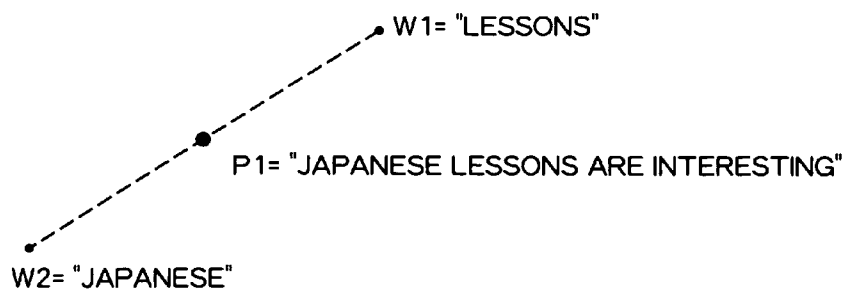 W1= "LESSONS"
P1= "JAPANESE LESSONS ARE INTERESTING"
W2= "JAPANESE"